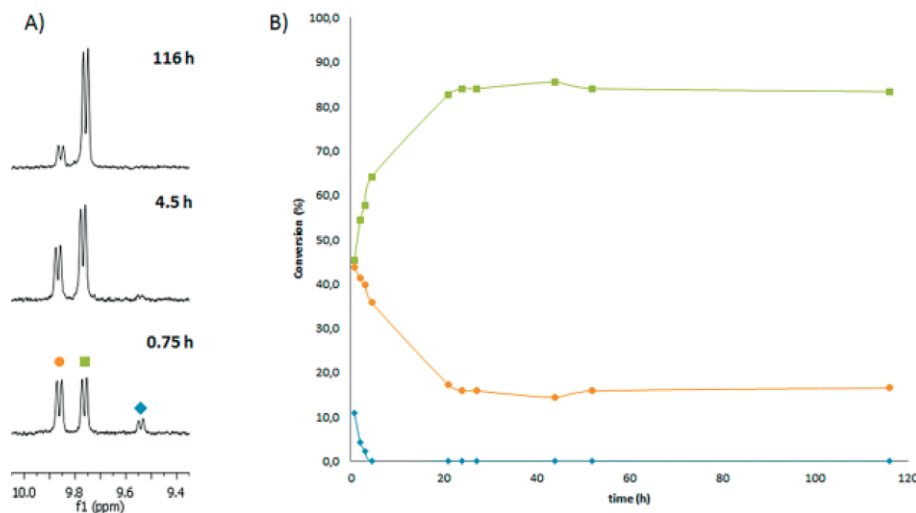 A)
116 h
4.5 h
0.75 h
10.0 9.8 9.6 9.4
f1 (ppm)
B)
100,0
90,0
80,0
70,0
60,0
50,0
40,0
30,0
20,0
10,0
0,0
Conversion (%)
0 20 40 60 80 100 120
time (h)